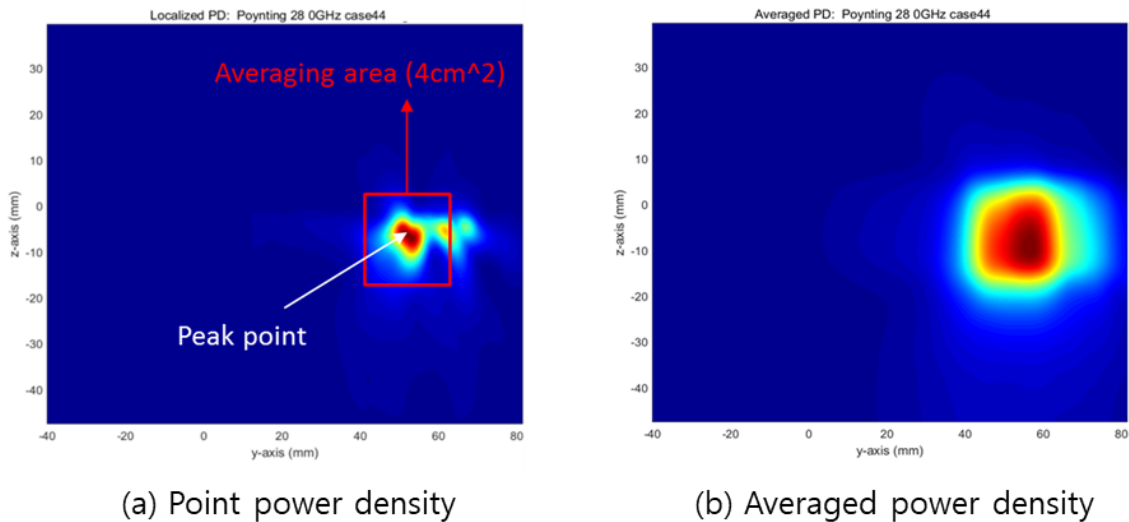 Localized PD: Poynting 28 0GHz case44
Averaging area (4cm^2)
Peak point
30
20
10
0
-10
-20
-30
-40
z-axis (mm)
-40 -20 0 20 40 60 80
y-axis (mm)
(a) Point power density
Averaged PD: Poynting 28 0GHz case44
30
20
10
0
-10
-20
-30
-40
z-axis (mm)
-40 -20 0 20 40 60 80
y-axis (mm)
(b) Averaged power density